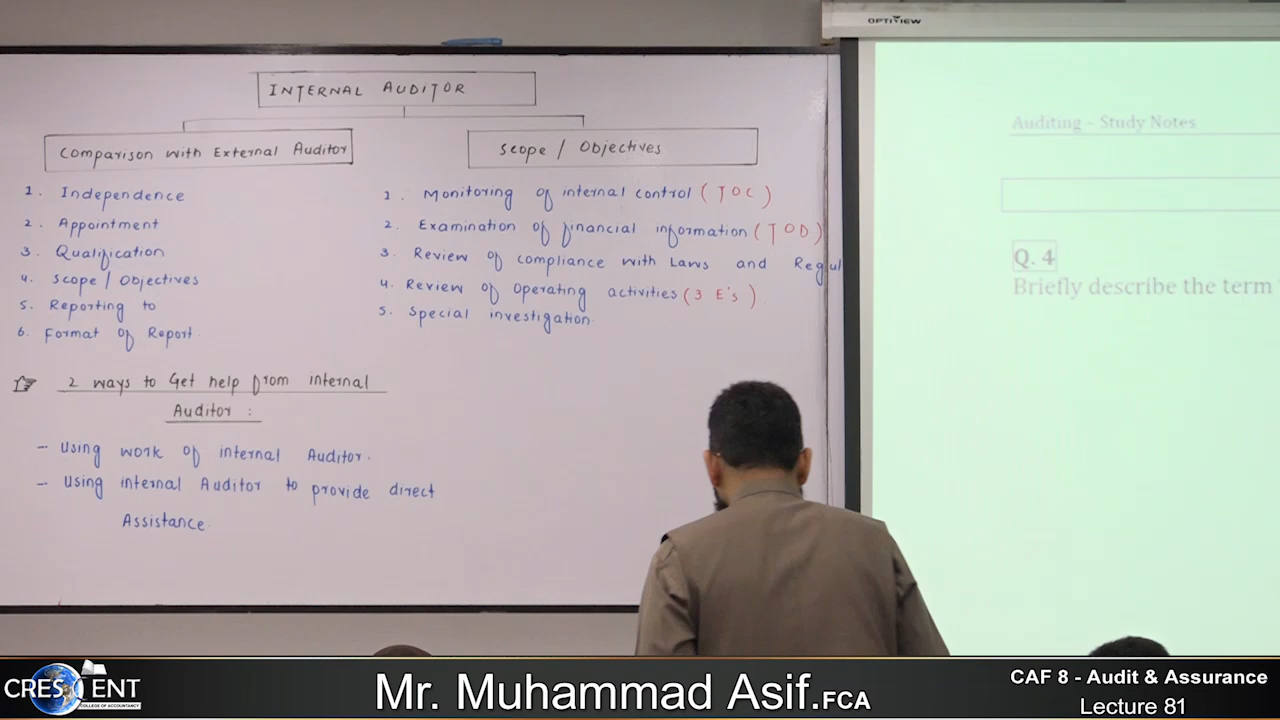 OPTIVIEW
INTERNAL AUDITOR
Comparison with External Auditor
1. Independence
2. Appointment
3. Qualification
4. Scope / Objectives
5. Reporting to
6. Format of Report.
Scope / Objectives
1. Monitoring of internal control (TOC)
2. Examination of financial information (TOD)
3. Review of compliance with Laws and Regul
4. Review of Operating activities (3 E's).
5. Special investigation.
2 ways to Get help from internal
Auditor :
- Using work of internal Auditor.
- Using internal Auditor to provide direct
Assistance.
Auditing – Study Notes
Q. 4
Briefly describe the term
CRESCENT
COLLEGE OF ACCOUNTANCY
Mr. Muhammad Asif.FCA
CAF 8 - Audit & Assurance
Lecture 81